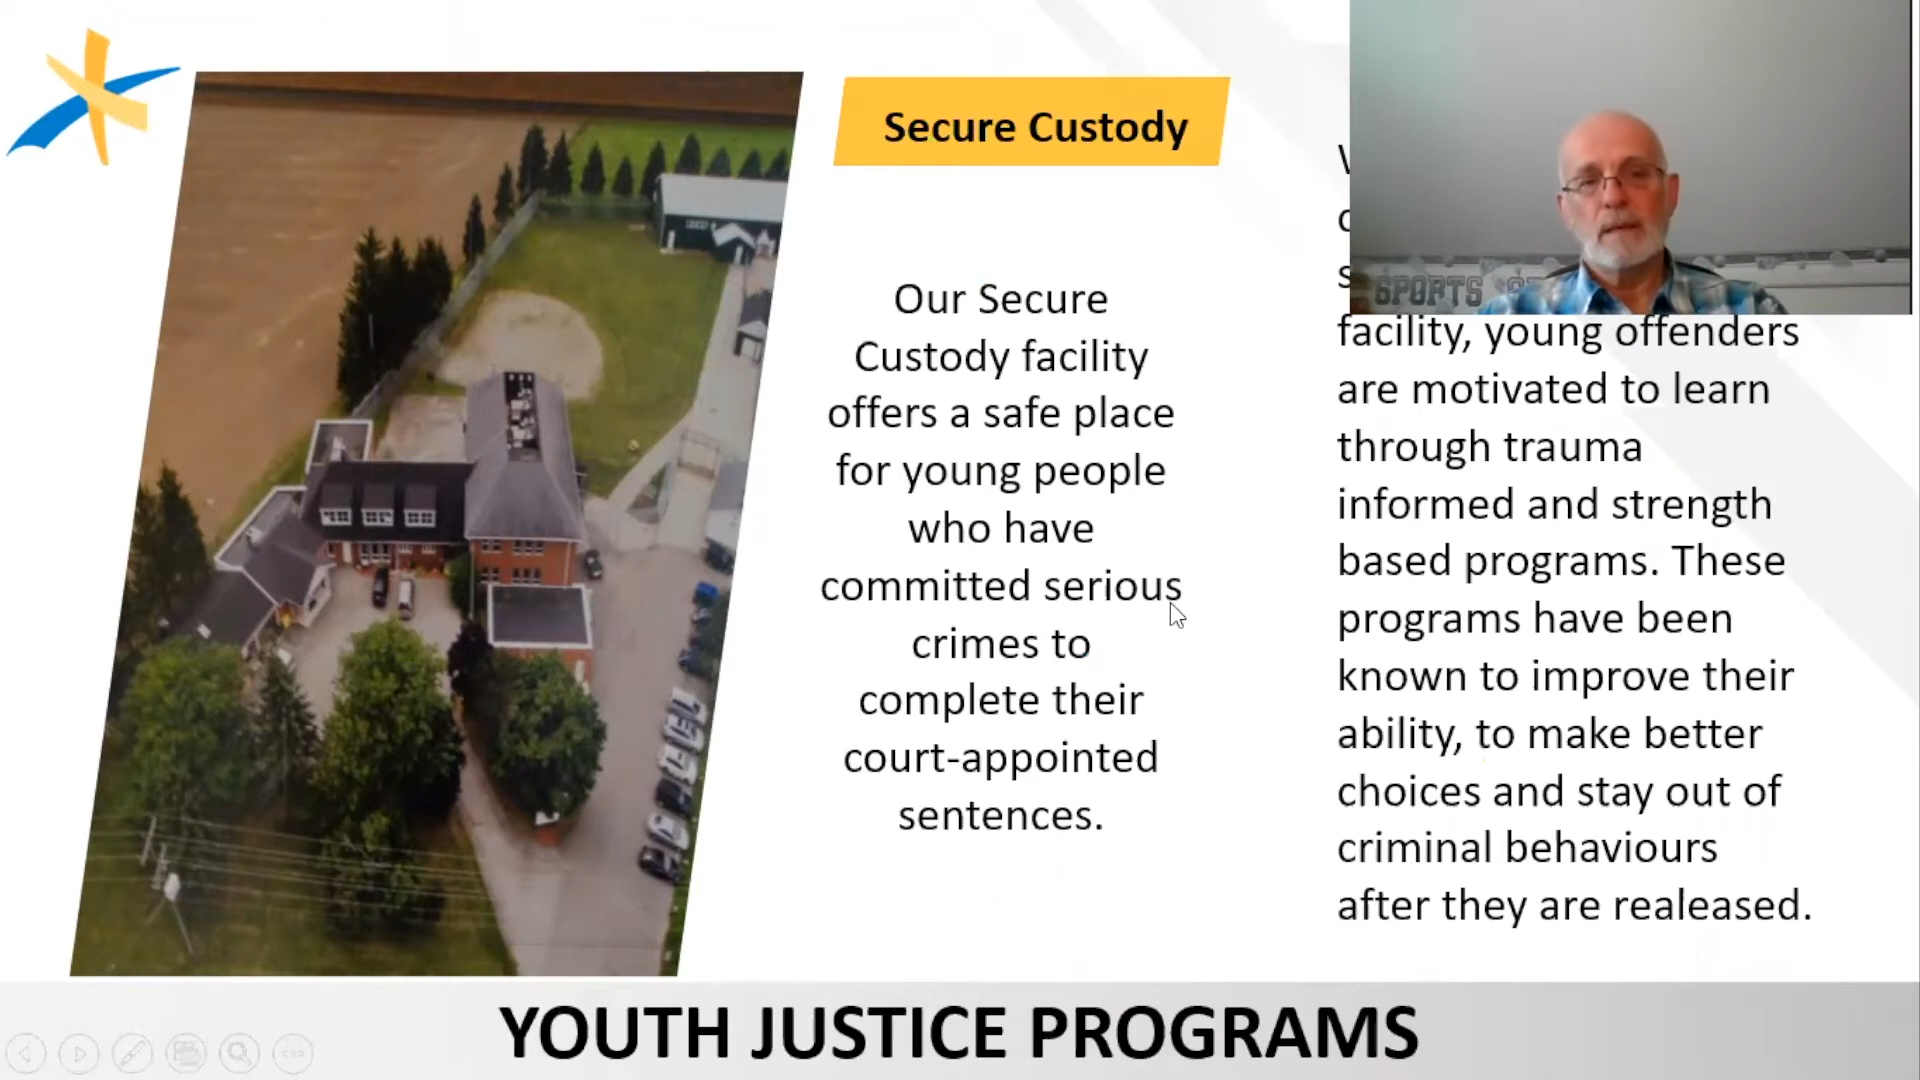 Secure Custody
Our Secure
Custody facility
offers a safe place
for young people
who have
committed serious
crimes to
complete their
court-appointed
sentences.
facility, young offenders
are motivated to learn
through trauma
informed and strength
based programs. These
programs have been
known to improve their
ability, to make better
choices and stay out of
criminal behaviours
after they are realeased.
SPORTS
YOUTH JUSTICE PROGRAMS